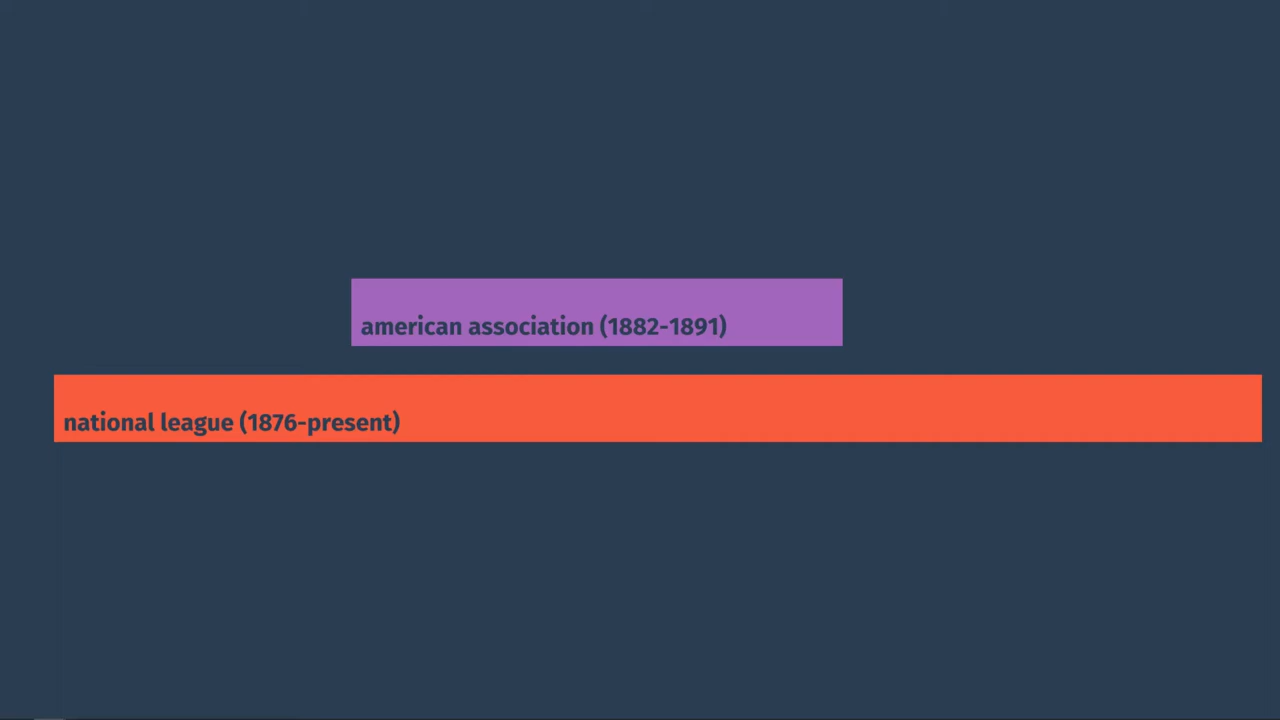 american association (1882-1891)
national league (1876-present)